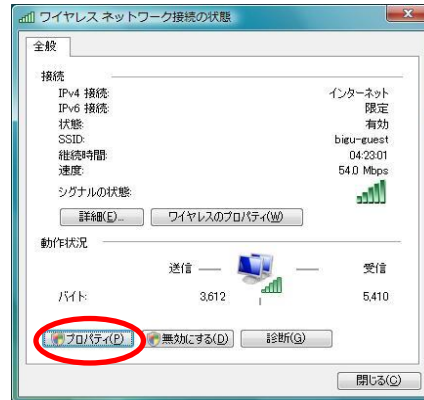 ワイヤレス ネットワーク接続の状態
全般
接続
IPv4 接続: インターネット
IPv6 接続: 限定
状態: 有効
SSID: bigu-guest
継続時間: 04:23:01
速度: 54.0 Mbps
シグナルの状態:
詳細(E)... ワイヤレスのプロパティ(W)
動作状況
送信 受信
バイト: 3,612 5,410
プロパティ(P) 無効にする(D) 診断(G)
閉じる(C)